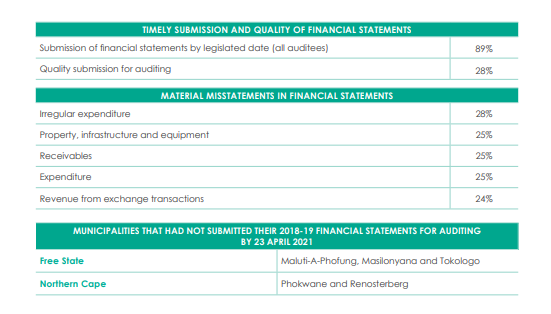 TIMELY SUBMISSION AND QUALITY OF FINANCIAL STATEMENTS
Submission of financial statements by legislated date (all auditees) 89%
Quality submission for auditing 28%
MATERIAL MISSTATEMENTS IN FINANCIAL STATEMENTS
Irregular expenditure 28%
Property, infrastructure and equipment 25%
Receivables 25%
Expenditure 25%
Revenue from exchange transactions 24%
MUNICIPALITIES THAT HAD NOT SUBMITTED THEIR 2018-19 FINANCIAL STATEMENTS FOR AUDITING
BY 23 APRIL 2021
Free State Maluti-A-Phofung, Masilonyana and Tokologo
Northern Cape Phokwane and Renosterberg